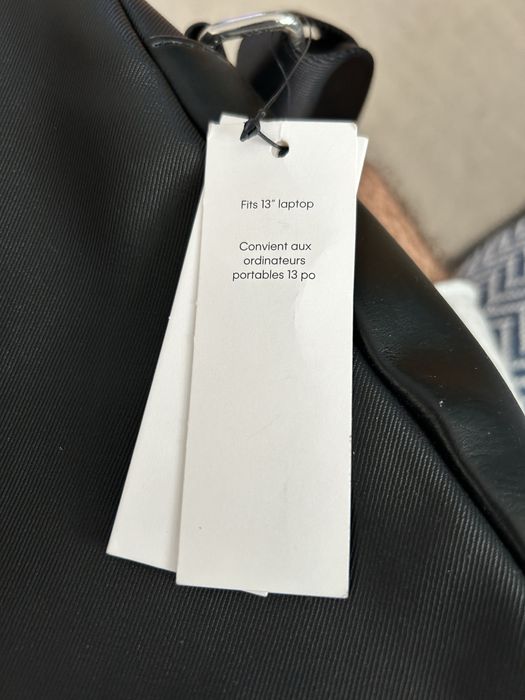 Fits 13" laptop
Convient aux
ordinateurs
portables 13 po